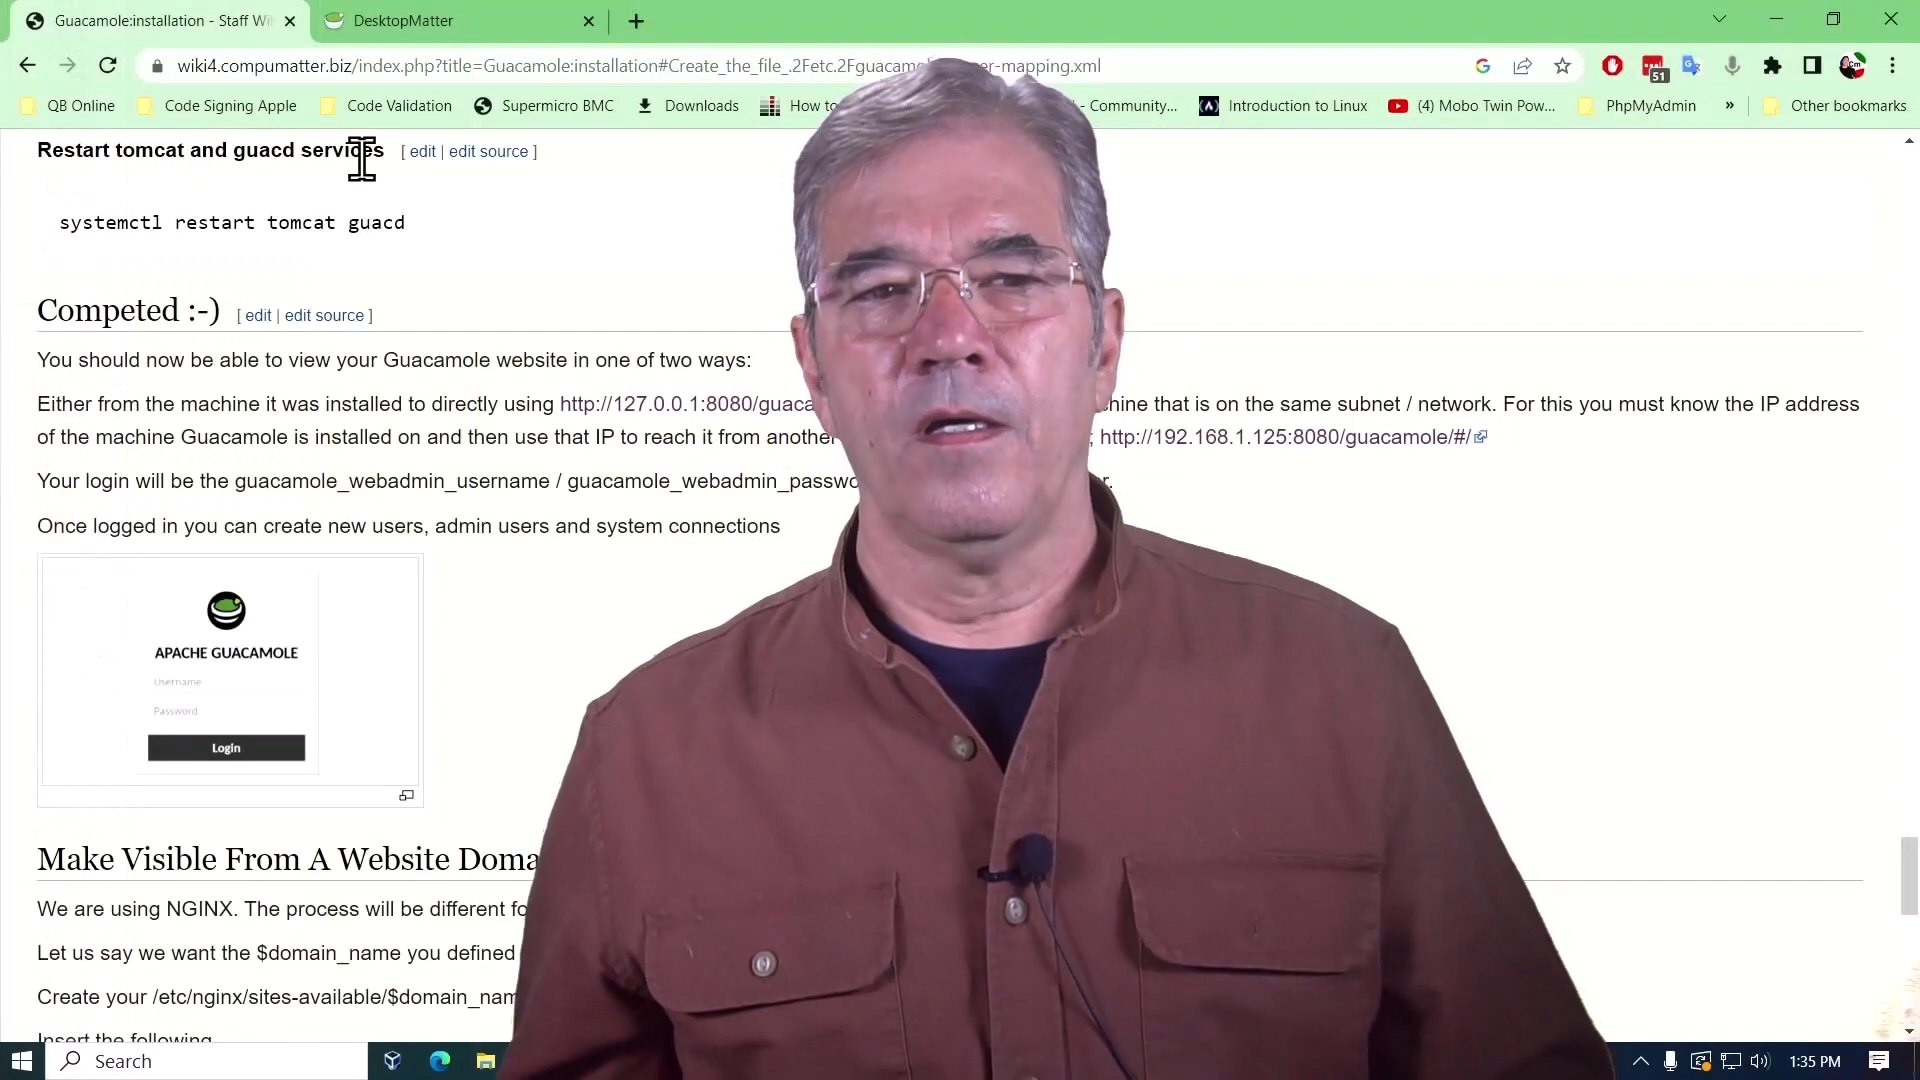 Guacamole:installation - Staff Wi
DesktopMatter
wiki4.compumatter.biz/index.php?title=Guacamole:installation#Create_the_file_.2Fetc.2Fguacamol er-mapping.xml
51
QB Online
Code Signing Apple
Code Validation
Supermicro BMC
Downloads
How to
- Community...
Introduction to Linux
(4) Mobo Twin Pow...
PhpMyAdmin
»
Other bookmarks
Restart tomcat and guacd services [ edit | edit source ]
systemctl restart tomcat guacd
Competed :-) [ edit | edit source ]
You should now be able to view your Guacamole website in one of two ways:
Either from the machine it was installed to directly using http://127.0.0.1:8080/guaca hine that is on the same subnet / network. For this you must know the IP address
of the machine Guacamole is installed on and then use that IP to reach it from another ; http://192.168.1.125:8080/guacamole/#/
Your login will be the guacamole_webadmin_username / guacamole_webadmin_passwo r.
Once logged in you can create new users, admin users and system connections
APACHE GUACAMOLE
Username
Password
Login
Make Visible From A Website Doma
We are using NGINX. The process will be different fo
Let us say we want the $domain_name you defined
Create your /etc/nginx/sites-available/$domain_nam
Insert the following
Search
1:35 PM